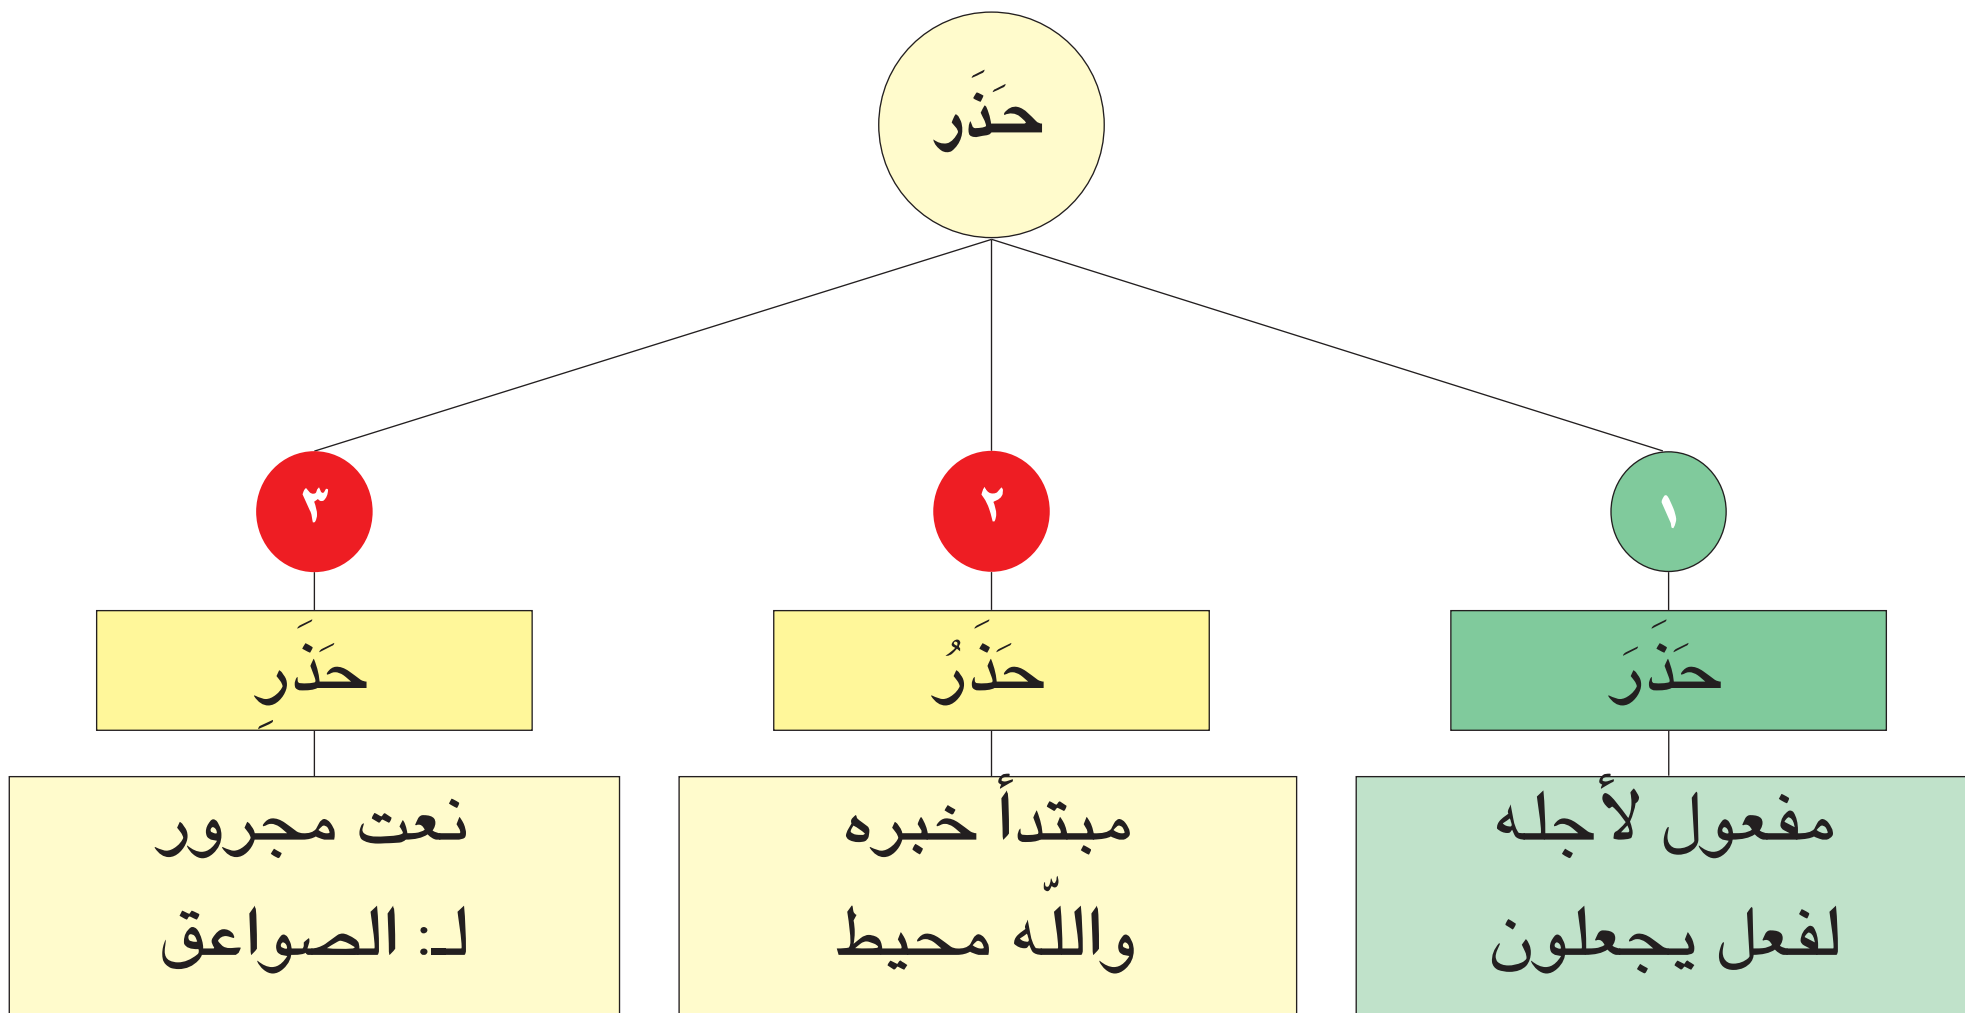 حَذَر
١
٢
٣
حَذَرَ
حَذَرُ
حَذَرِ
مفعول لأجله
لفعل يجعلون
مبتدأ خبره
واللّه محيط
نعت مجرور
لـ: الصواعق